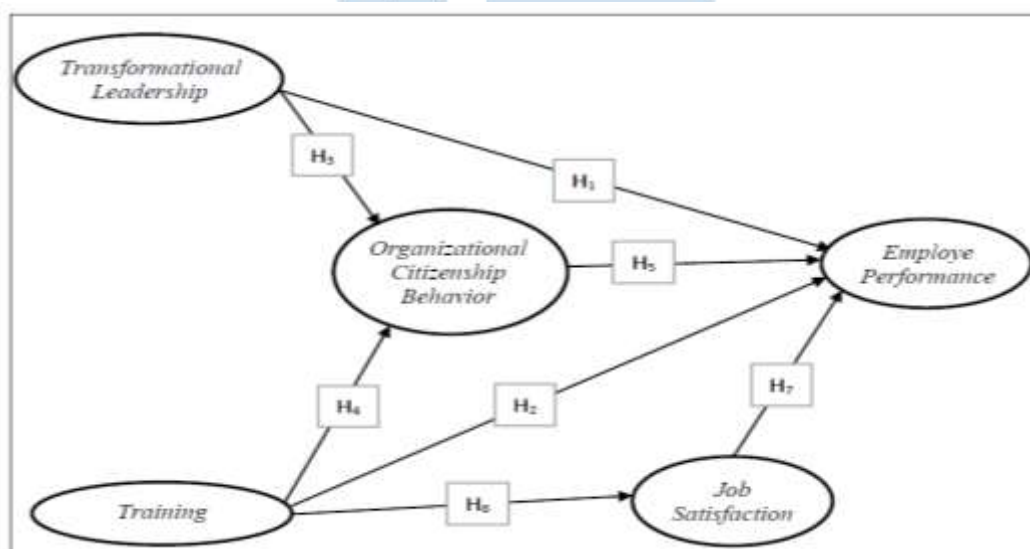 Transformational
Leadership
H₃
H₁
Organizational
Citizenship
Behavior
H₅
Employe
Performance
H₄
H₂
H₇
Training
H₆
Job
Satisfaction